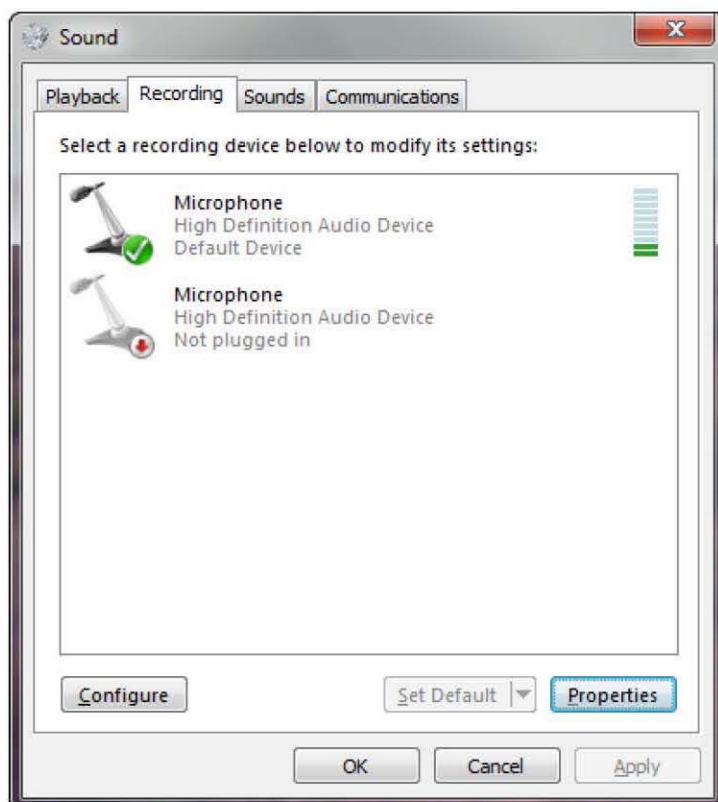 Sound
Playback Recording Sounds Communications
Select a recording device below to modify its settings:
Microphone
High Definition Audio Device
Default Device
Microphone
High Definition Audio Device
Not plugged in
Configure Set Default Properties
OK Cancel Apply